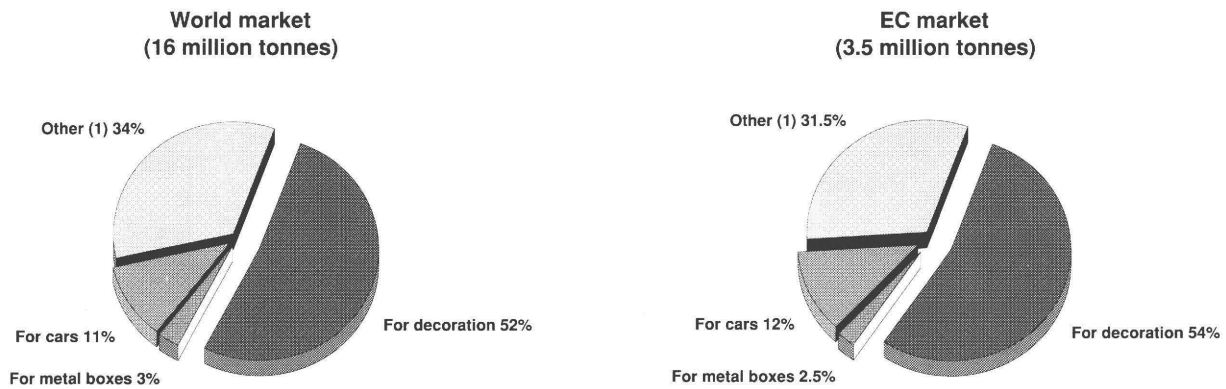 World market
(16 million tonnes)
Other (1) 34%
For cars 11%
For metal boxes 3%
For decoration 52%
EC market
(3.5 million tonnes)
Other (1) 31.5%
For cars 12%
For metal boxes 2.5%
For decoration 54%